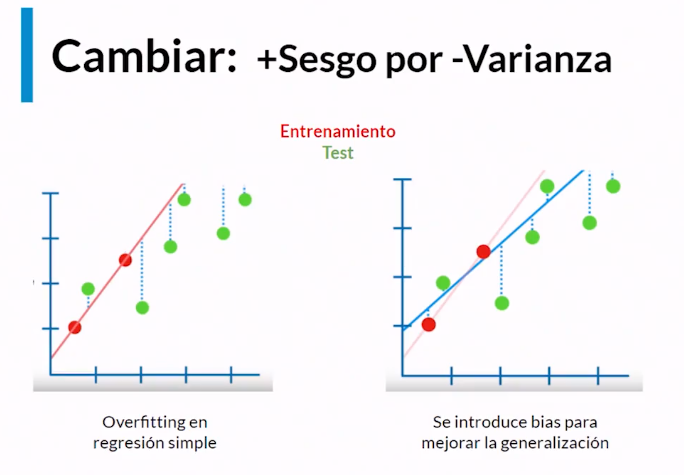 Cambiar: +Sesgo por -Varianza
Entrenamiento
Test
Overfitting en
regresión simple
Se introduce bias para
mejorar la generalización